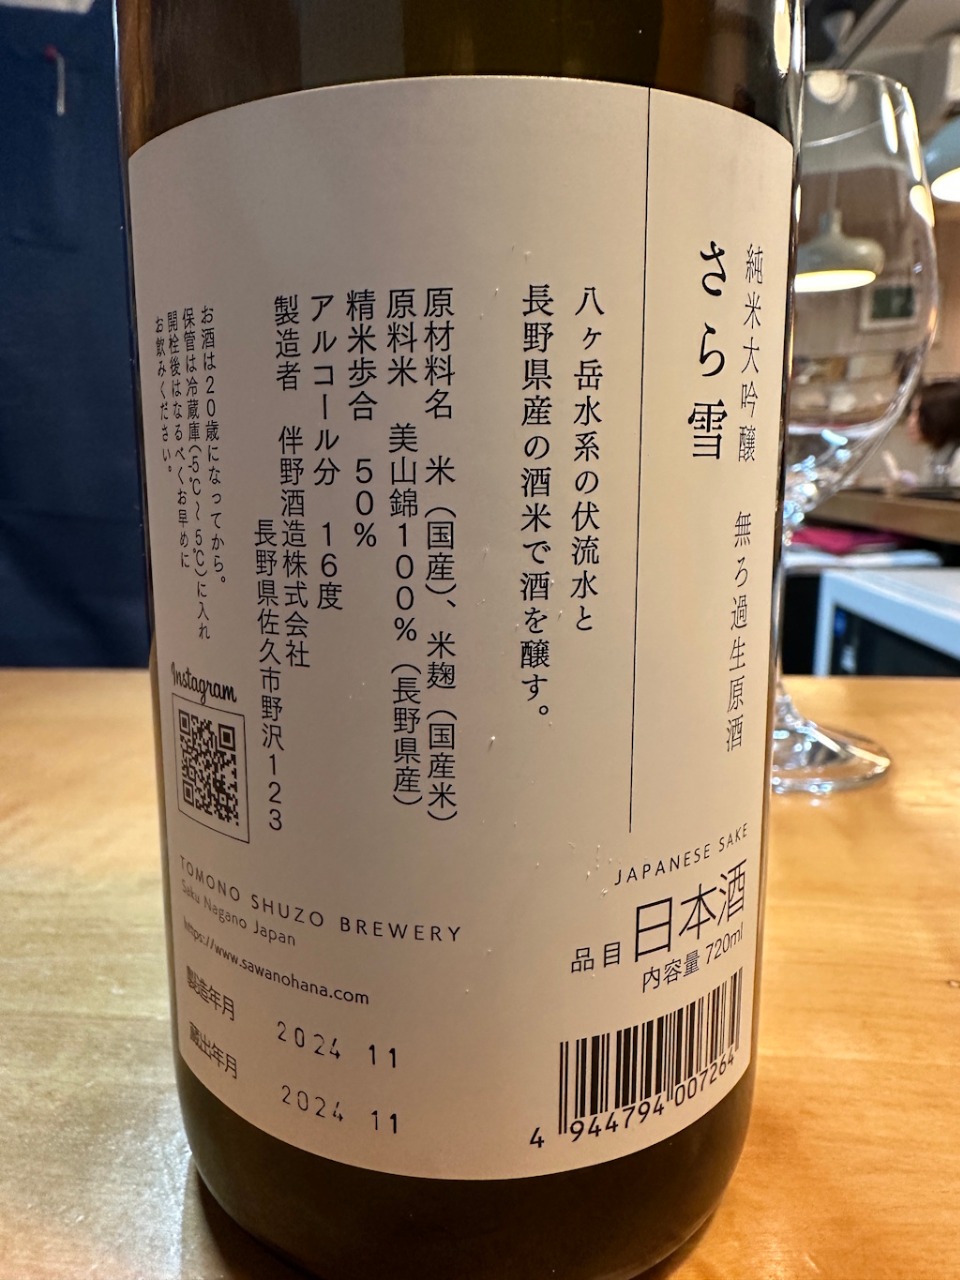 純米大吟醸　無ろ過生原酒
さら雪
八ヶ岳水系の伏流水と
長野県産の酒米で酒を醸す。
原材料名　米（国産）、米麹（国産米）
原料米　美山錦100%（長野県産）
精米歩合　50%
アルコール分　16度
製造者　伴野酒造株式会社
長野県佐久市野沢123
お酒は20歳になってから。
保管は冷蔵庫(-5℃～5℃)に入れ
開栓後はなるべくお早めに
お飲みください。
Instagram
TOMONO SHUZO BREWERY
Saku Nagano Japan
https://www.sawanohana.com
製造年月 2024 11
蔵出年月 2024 11
JAPANESE SAKE
品目 日本酒
内容量 720ml
4 944794 007264